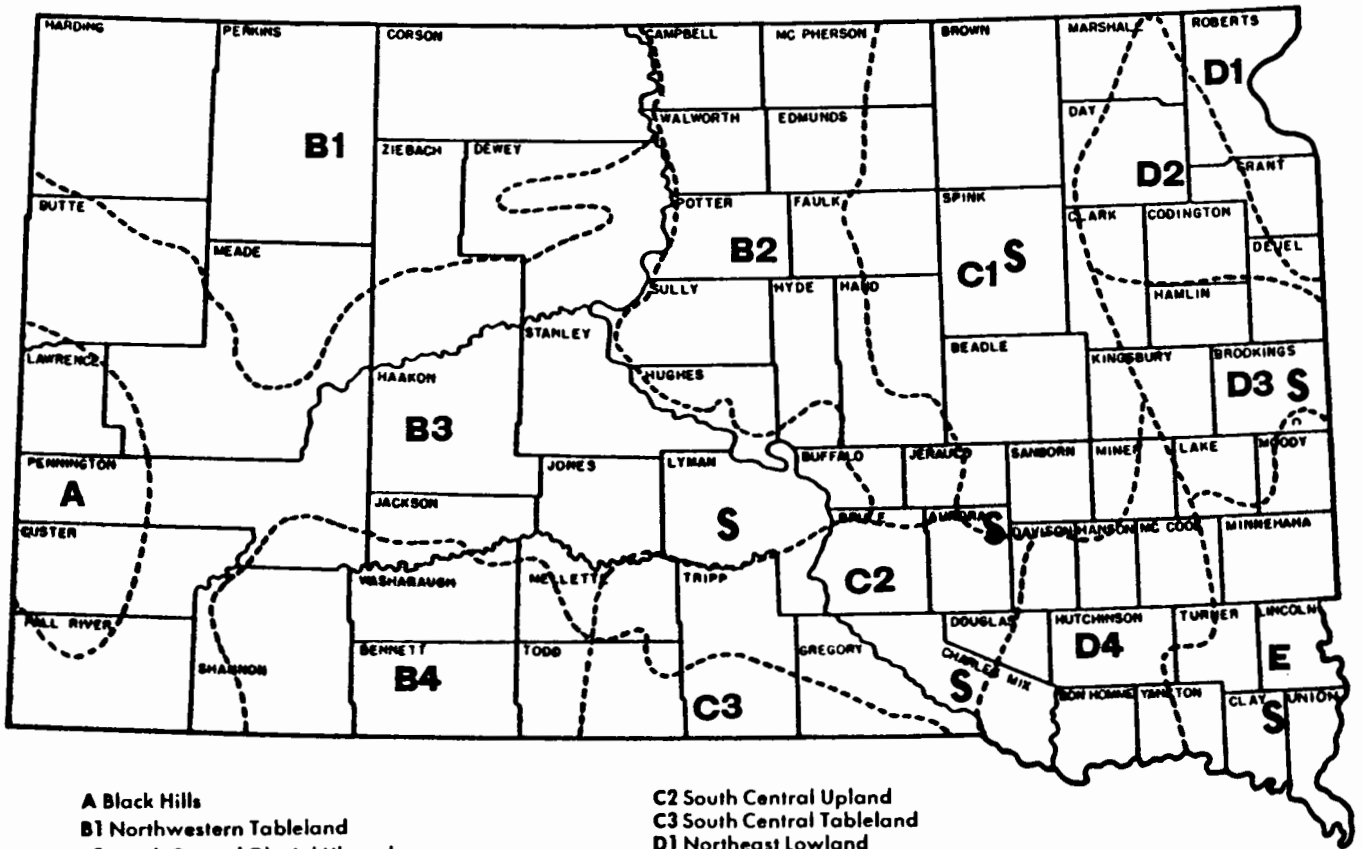 HARDING PERKINS CORSON CAMPBELL MC PHERSON BROWN MARSHALL ROBERTS
D1
WALWORTH EDMUNDS DAY
B1 ZIEBACH DEWEY
D2 GRANT
BUTTE POTTER FAULK SPINK CLARK CODINGTON
MEADE B2 C1 S DEUEL
SULLY HYDE HAND HAMLIN
STANLEY
LAWRENCE BEADLE KINGSBURY BROOKINGS
HAAKON HUGHES D3 S
B3
PENNINGTON JONES LYMAN BUFFALO JERAULD SANBORN MINER LAKE MOODY
A JACKSON
CUSTER S BRULE AURORA S DAVISON HANSON MC COOK MINNEHAHA
WASHABAUGH MELLETTE TRIPP C2
FALL RIVER DOUGLAS HUTCHINSON TURNER LINCOLN
SHANNON BENNETT TODD GREGORY CHARLES MIX D4 E
B4 S
C3 BON HOMME YANKTON CLAY UNION
S
A Black Hills C2 South Central Upland
B1 Northwestern Tableland C3 South Central Tableland
D1 Northeast Lowland